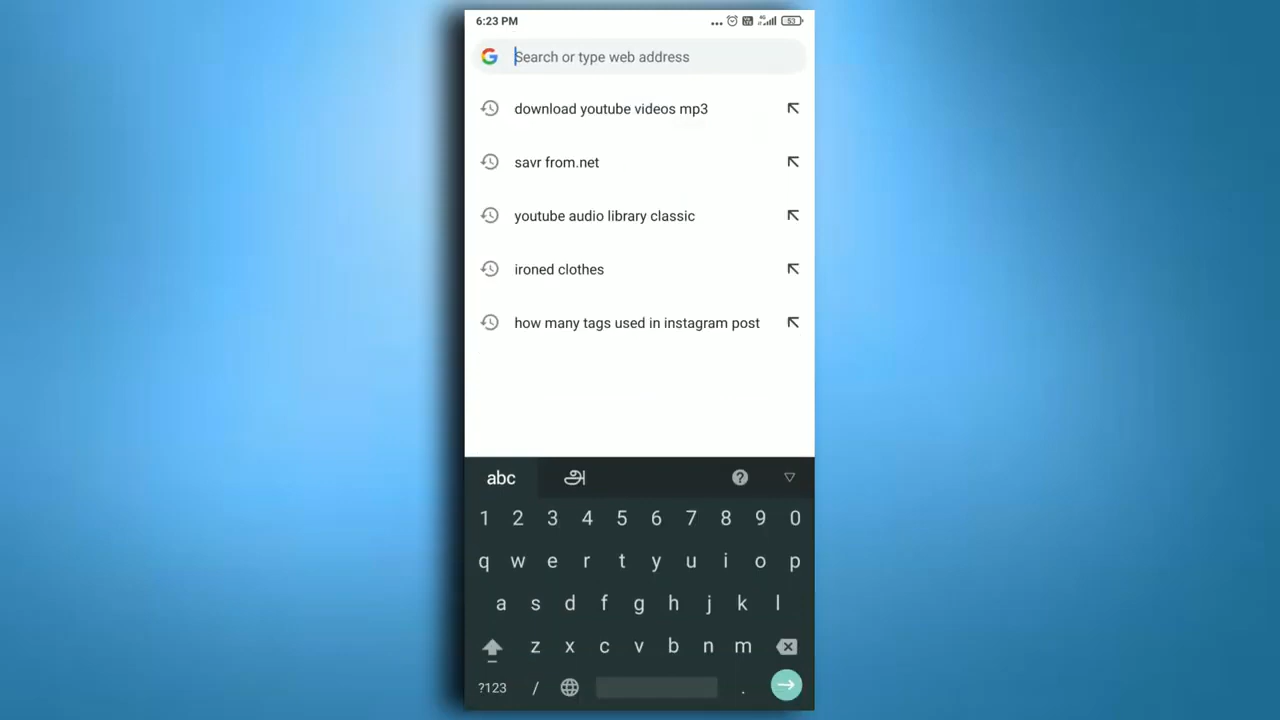 6:23 PM
53
Search or type web address
download youtube videos mp3
savr from.net
youtube audio library classic
ironed clothes
how many tags used in instagram post
abc அ
1 2 3 4 5 6 7 8 9 0
q w e r t y u i o p
a s d f g h j k l
z x c v b n m
?123 / .